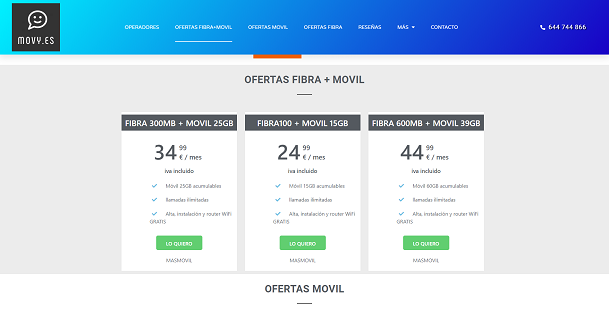 MOVY.ES
OPERADORES OFERTAS FIBRA+MOVIL OFERTAS MOVIL OFERTAS FIBRA RESEÑAS MÁS CONTACTO 644 744 866
OFERTAS FIBRA + MOVIL
FIBRA 300MB + MOVIL 25GB
34 99
€ / mes
iva incluido
Móvil 25GB acumulables
llamadas ilimitadas
Alta, instalación y router WiFi
GRATIS
LO QUIERO
MASMOVIL
FIBRA100 + MOVIL 15GB
24 99
€ / mes
iva incluido
Móvil 15GB acumulables
llamadas ilimitadas
Alta, instalación y router WiFi
GRATIS
LO QUIERO
MASMOVIL
FIBRA 600MB + MOVIL 39GB
44 99
€ / mes
iva incluido
Móvil 60GB acumulables
llamadas ilimitadas
Alta, instalación y router WiFi
GRATIS
LO QUIERO
MASMOVIL
OFERTAS MOVIL